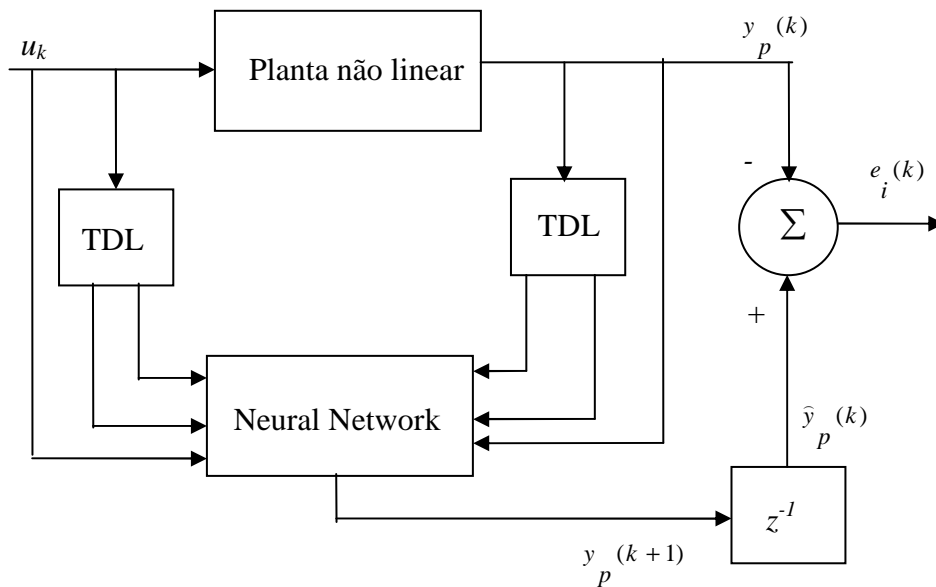 y_p(k)
u_k
Planta não linear
-
e_i(k)
TDL
TDL
Σ
+
Neural Network
ŷ_p(k)
z^-1
y_p(k+1)